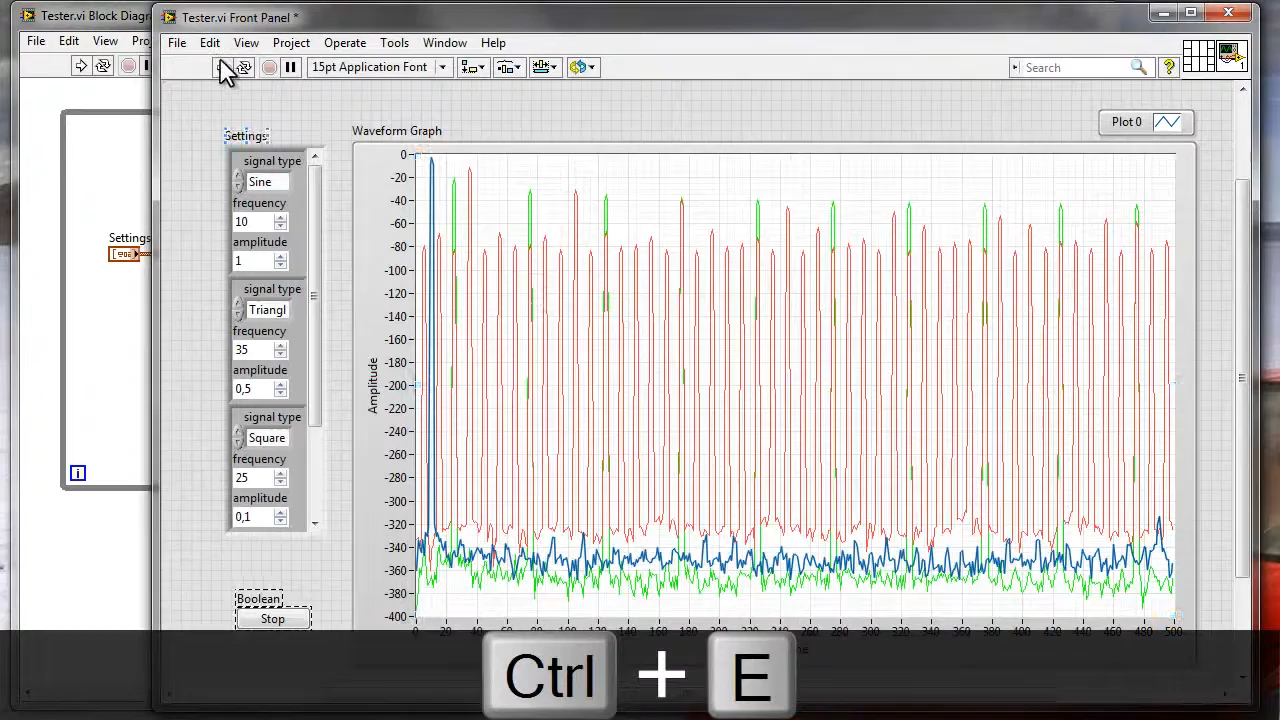 Tester.vi Block Diagra
File Edit View Proj
Settings
i
Tester.vi Front Panel *
File Edit View Project Operate Tools Window Help
15pt Application Font
Search
?
1
Settings
signal type
Sine
frequency
10
amplitude
1
signal type
Triangl
frequency
35
amplitude
0,5
signal type
Square
frequency
25
amplitude
0,1
Boolean
Stop
Waveform Graph
Plot 0
Amplitude
0
-20
-40
-60
-80
-100
-120
-140
-160
-180
-200
-220
-240
-260
-280
-300
-320
-340
-360
-380
-400
0 20 40 60 80 100 120 140 160 180 200 220 240 260 280 300 320 340 360 380 400 420 440 460 480 500
Ctrl + E